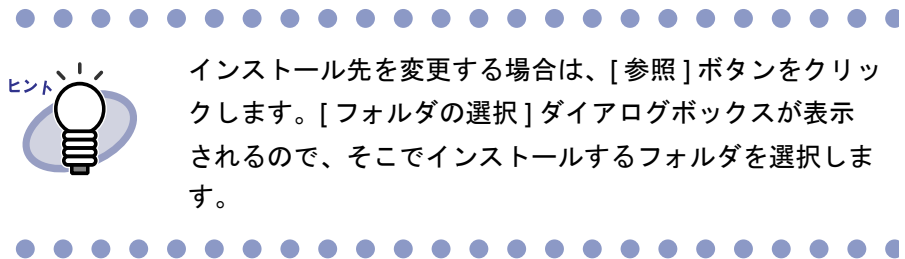 ヒント
インストール先を変更する場合は、[ 参照 ] ボタンをクリッ
クします。[ フォルダの選択 ] ダイアログボックスが表示
されるので、そこでインストールするフォルダを選択しま
す。